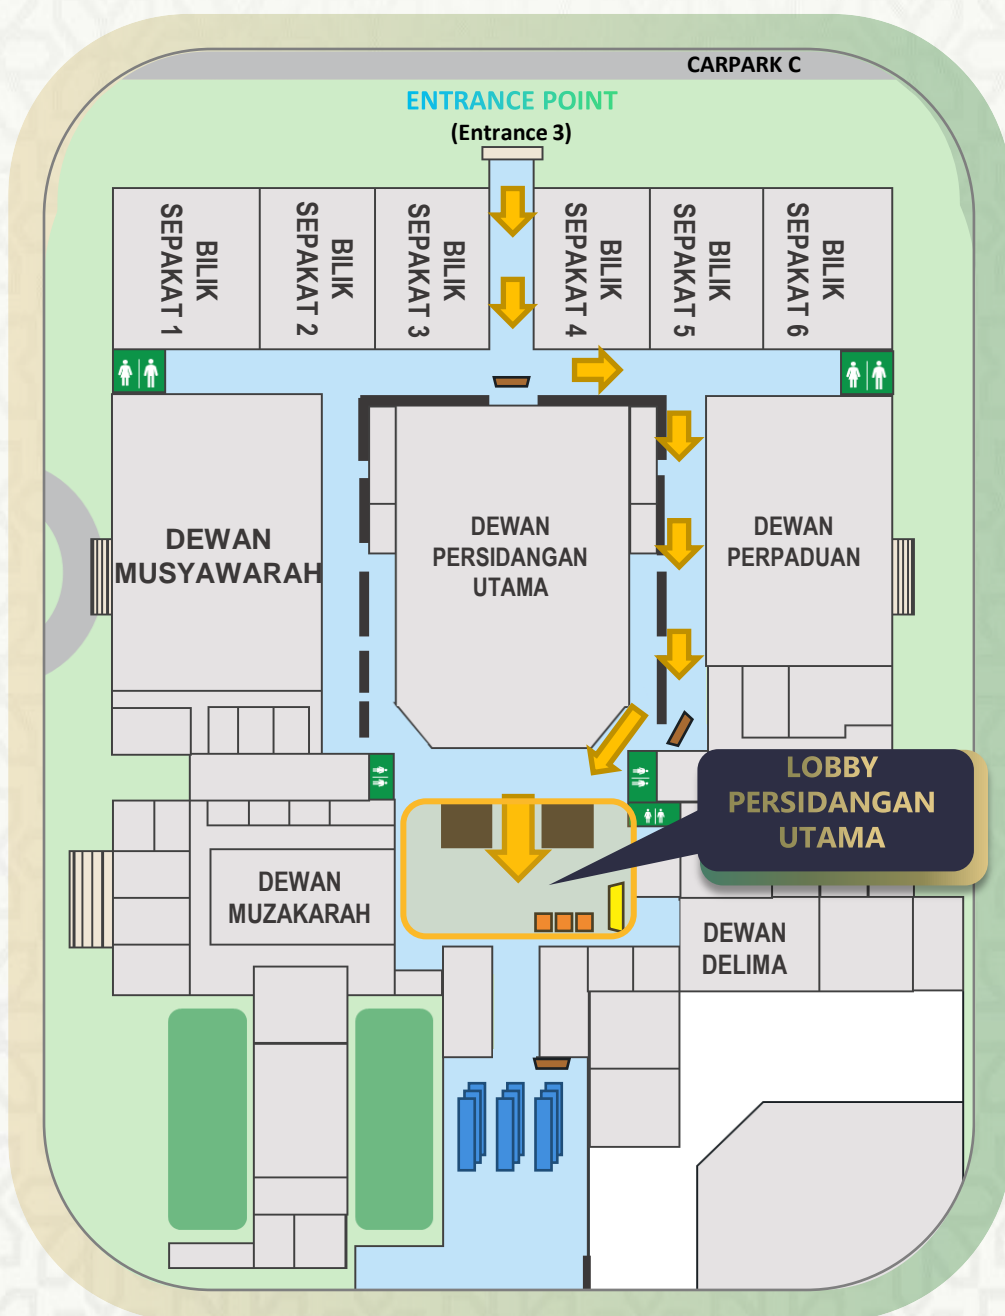 CARPARK C
ENTRANCE POINT
(Entrance 3)
BILIK
SEPAKAT 1
BILIK
SEPAKAT 2
BILIK
SEPAKAT 3
BILIK
SEPAKAT 4
BILIK
SEPAKAT 5
BILIK
SEPAKAT 6
DEWAN
MUSYAWARAH
DEWAN
PERSIDANGAN
UTAMA
DEWAN
PERPADUAN
LOBBY
PERSIDANGAN
UTAMA
DEWAN
MUZAKARAH
DEWAN
DELIMA